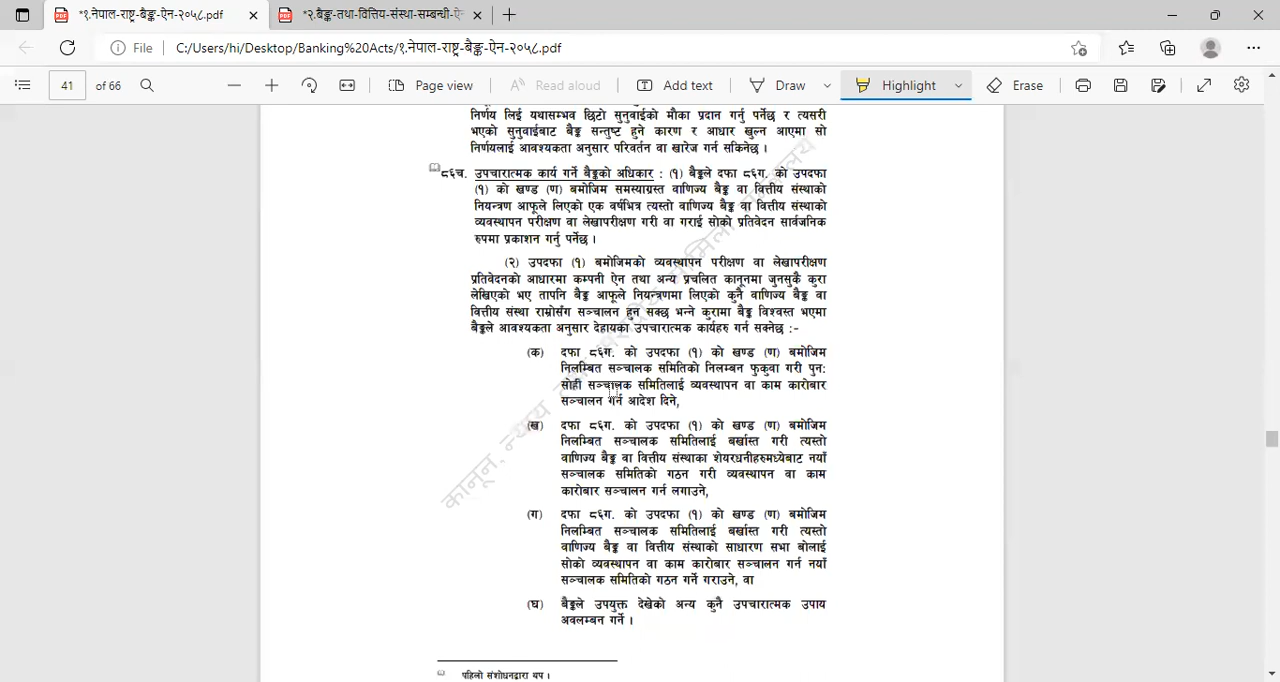 *१.नेपाल-राष्ट्र-बैङ्क-ऐन-२०५८.pdf
*२.बैङ्क-तथा-वित्तिय-संस्था-सम्बन्धी-ऐन
File
C:/Users/hi/Desktop/Banking%20Acts/१.नेपाल-राष्ट्र-बैङ्क-ऐन-२०५८.pdf
41 of 66
Page view
Read aloud
Add text
Draw
Highlight
Erase
निर्णय लिई यथासम्भव छिटो सुनुवाईको मौका प्रदान गर्नु पर्नेछ र त्यसरी
भएको सुनुवाईबाट बैङ्क सन्तुष्ट हुने कारण र आधार खुल्न आएमा सो
निर्णयलाई आवश्यकता अनुसार परिवर्तन वा खारेज गर्न सकिनेछ ।
८६च. उपचारात्मक कार्य गर्ने बैङ्कको अधिकार : (१) बैङ्कले दफा ८६ग. को उपदफा
(१) को खण्ड (ण) बमोजिम समस्याग्रस्त वाणिज्य बैङ्क वा वित्तीय संस्थाको
नियन्त्रण आफूले लिएको एक वर्षभित्र त्यस्तो वाणिज्य बैङ्क वा वित्तीय संस्थाको
व्यवस्थापन परीक्षण वा लेखापरीक्षण गरी वा गराई सोको प्रतिवेदन सार्वजनिक
रुपमा प्रकाशन गर्नु पर्नेछ ।
(२) उपदफा (१) बमोजिमको व्यवस्थापन परीक्षण वा लेखापरीक्षण
प्रतिवेदनको आधारमा कम्पनी ऐन तथा अन्य प्रचलित कानूनमा जुनसुकै कुरा
लेखिएको भए तापनि बैङ्क आफूले नियन्त्रणमा लिएको कुनै वाणिज्य बैङ्क वा
वित्तीय संस्था राम्रोसँग सञ्चालन हुन सक्छ भन्ने कुरामा बैङ्क विश्वस्त भएमा
बैङ्कले आवश्यकता अनुसार देहायका उपचारात्मक कार्यहरु गर्न सक्नेछ :-
(क) दफा ८६ग. को उपदफा (१) को खण्ड (ण) बमोजिम
निलम्बित सञ्चालक समितिको निलम्बन फुकुवा गरी पुन:
सोही सञ्चालक समितिलाई व्यवस्थापन वा काम कारोबार
सञ्चालन गर्न आदेश दिने,
(ख) दफा ८६ग. को उपदफा (१) को खण्ड (ण) बमोजिम
निलम्बित सञ्चालक समितिलाई बर्खास्त गरी त्यस्तो
वाणिज्य बैङ्क वा वित्तीय संस्थाका शेयरधनीहरुमध्येबाट नयाँ
सञ्चालक समितिको गठन गरी व्यवस्थापन वा काम
कारोबार सञ्चालन गर्न लगाउने,
(ग) दफा ८६ग. को उपदफा (१) को खण्ड (ण) बमोजिम
निलम्बित सञ्चालक समितिलाई बर्खास्त गरी त्यस्तो
वाणिज्य बैङ्क वा वित्तीय संस्थाको साधारण सभा बोलाई
सोको व्यवस्थापन वा काम कारोबार सञ्चालन गर्न नयाँ
सञ्चालक समितिको गठन गर्ने गराउने, वा
(घ) बैङ्कले उपयुक्त देखेको अन्य कुनै उपचारात्मक उपाय
अवलम्बन गर्ने ।
पहिलो संशोधनद्वारा थप ।
कानून, न्याय